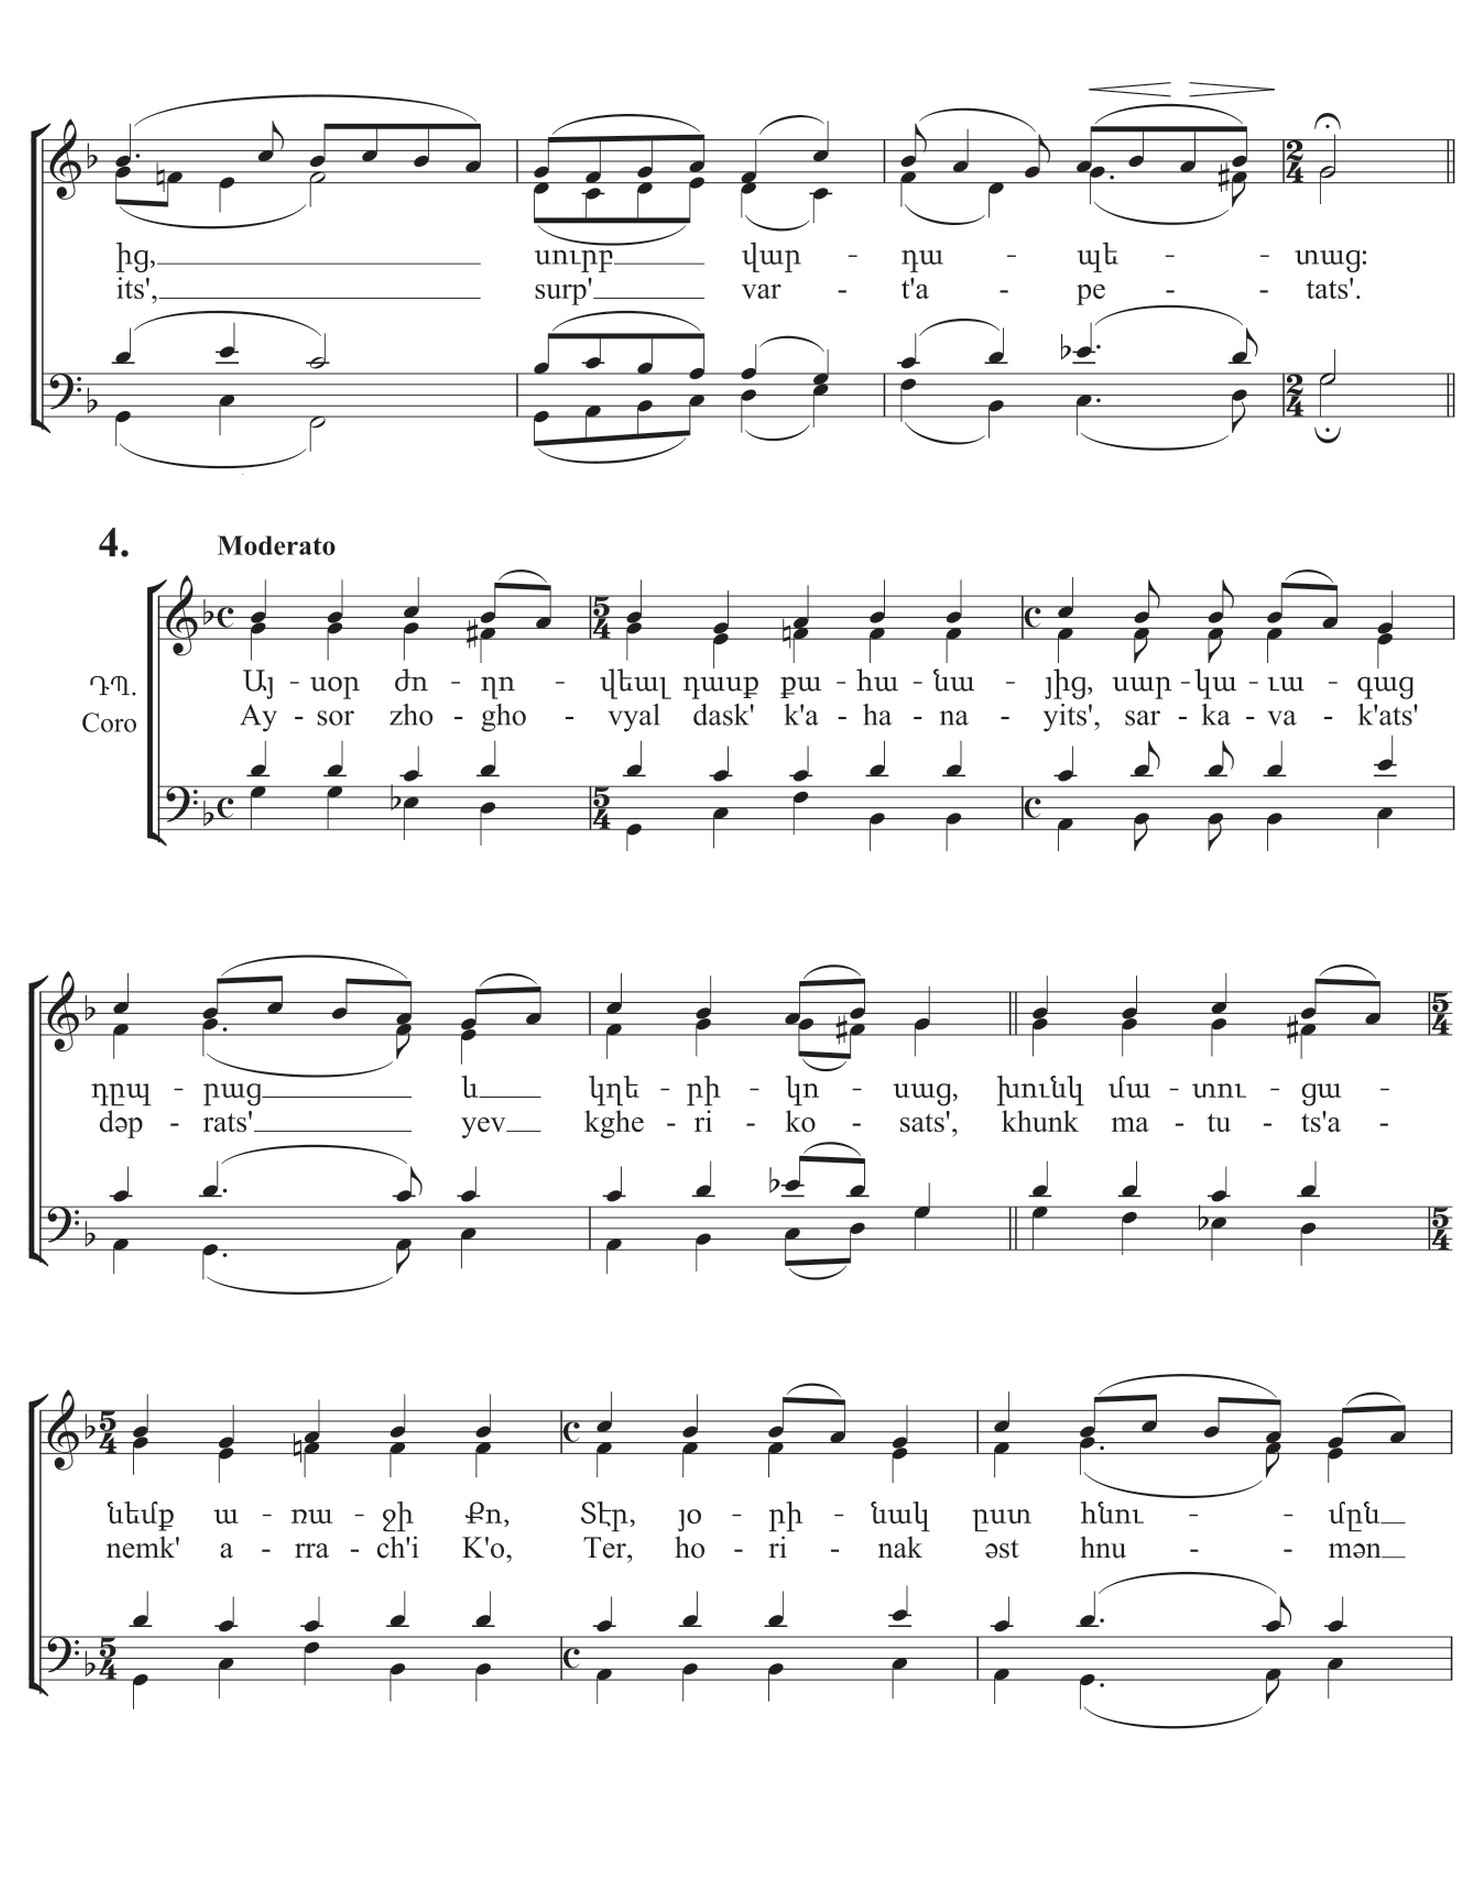 ից, սուրբ վար - դա - պե - - տաց:
its', surp' var - t'a - pe - - tats'.
4. Moderato
ԴՊ. Այ - սօր ժո - ղո - վեալ դասք քա - հա - նա - յից, սար - կա - ւա - գաց
Coro Ay - sor zho - gho - vyal dask' k'a - ha - na - yits', sar - ka - va - k'ats'
դըպ - րաց և կղե - րի - կո - սաց, խունկ մա - տու - ցա -
dəp - rats' yev kghe - ri - ko - sats', khunk ma - tu - ts'a -
նեմք ա - ռա - ջի Քո, Տէր, յօ - րի - նակ ըստ հնու - - մըն
nemk' a - rra - ch'i K'o, Ter, ho - ri - nak əst hnu - - mən